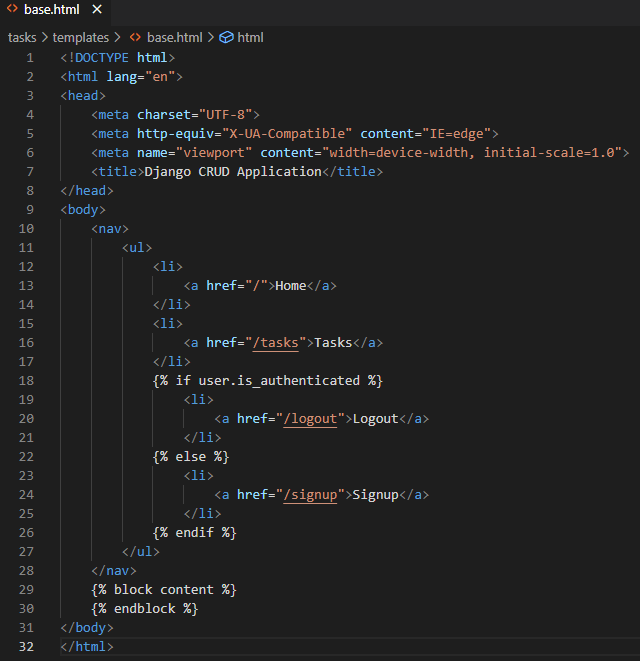 base.html ×
tasks > templates > <> base.html > html
1 <!DOCTYPE html>
2 <html lang="en">
3 <head>
4     <meta charset="UTF-8">
5     <meta http-equiv="X-UA-Compatible" content="IE=edge">
6     <meta name="viewport" content="width=device-width, initial-scale=1.0">
7     <title>Django CRUD Application</title>
8 </head>
9 <body>
10     <nav>
11         <ul>
12             <li>
13                 <a href="/">Home</a>
14             </li>
15             <li>
16                 <a href="/tasks">Tasks</a>
17             </li>
18             {% if user.is_authenticated %}
19                 <li>
20                     <a href="/logout">Logout</a>
21                 </li>
22             {% else %}
23                 <li>
24                     <a href="/signup">Signup</a>
25                 </li>
26             {% endif %}
27         </ul>
28     </nav>
29     {% block content %}
30     {% endblock %}
31 </body>
32 </html>